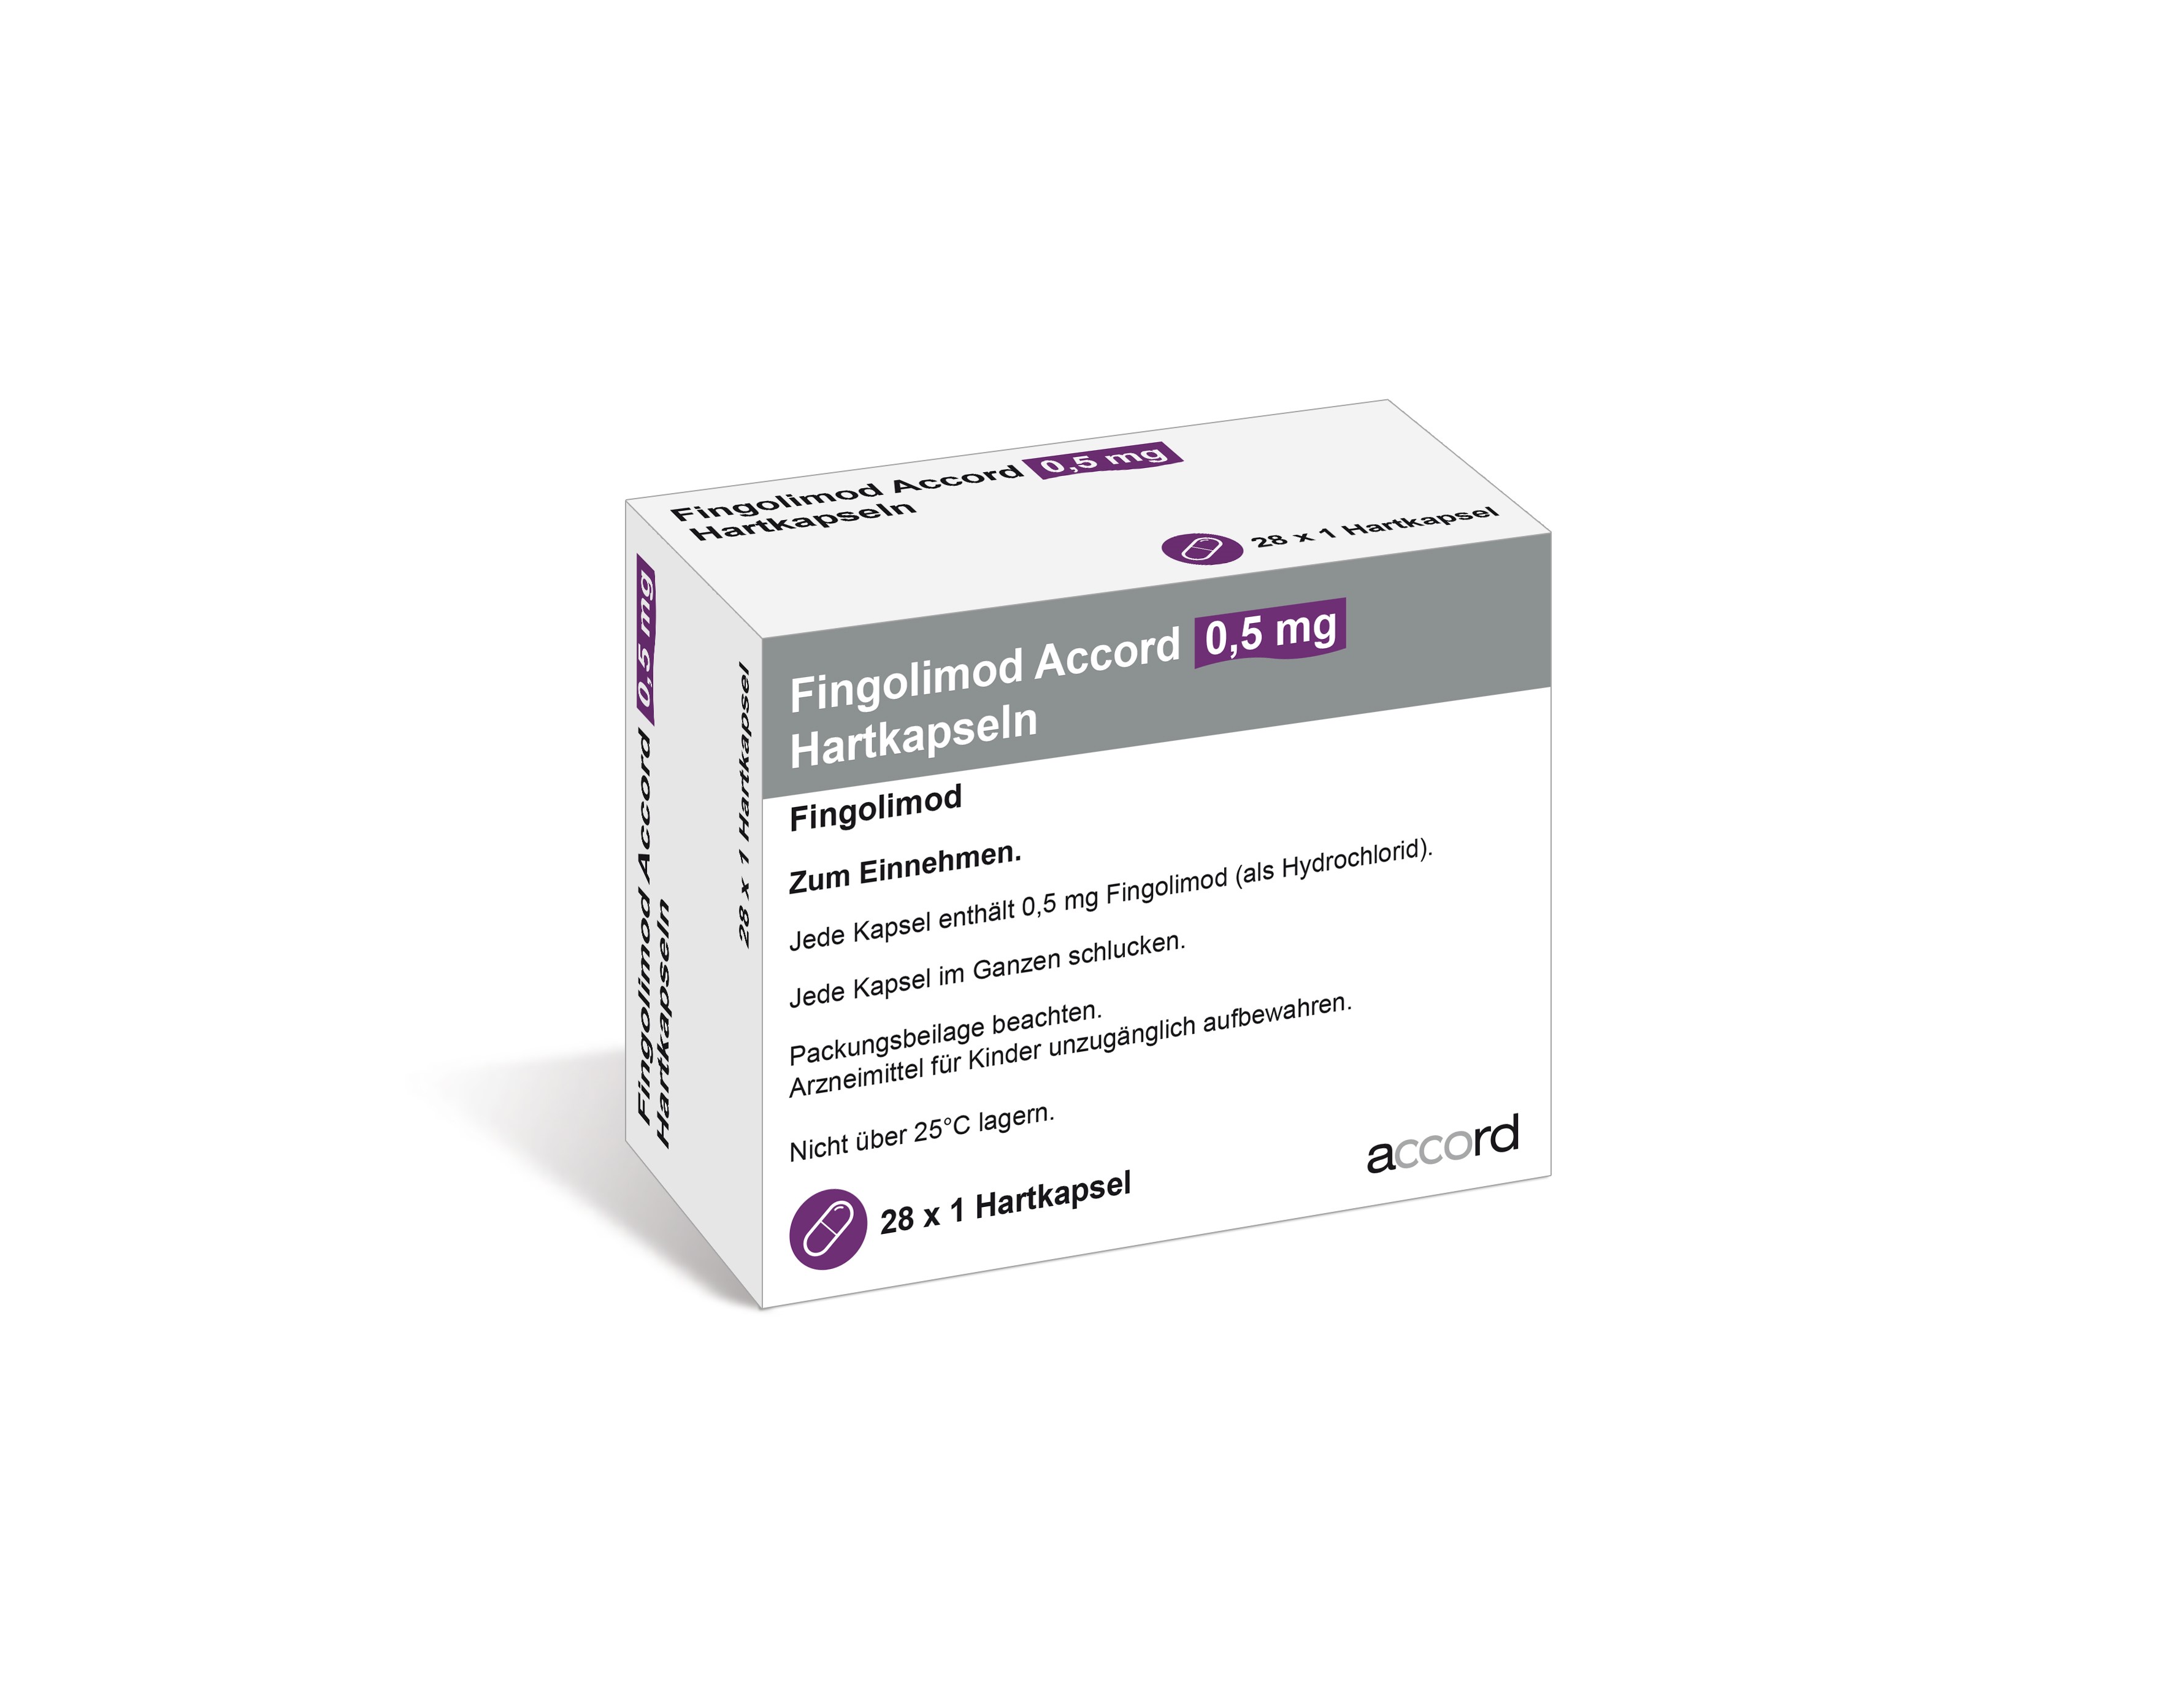 Fingolimod Accord 0,5 mg
Hartkapseln
28 x 1 Hartkapsel
Fingolimod Accord 0,5 mg
Hartkapseln
28 x 1 Hartkapsel
Fingolimod Accord 0,5 mg
Hartkapseln
Fingolimod
Zum Einnehmen.
Jede Kapsel enthält 0,5 mg Fingolimod (als Hydrochlorid).
Jede Kapsel im Ganzen schlucken.
Packungsbeilage beachten.
Arzneimittel für Kinder unzugänglich aufbewahren.
Nicht über 25°C lagern.
28 x 1 Hartkapsel
accord